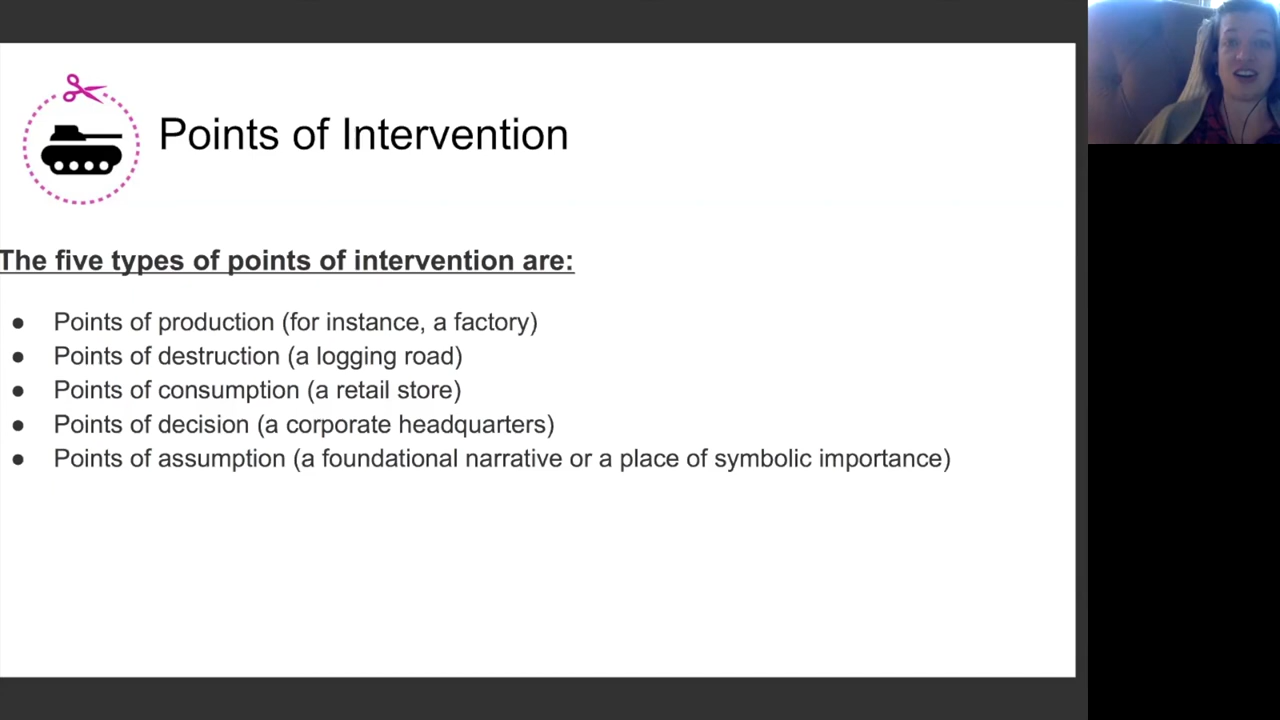 Points of Intervention
The five types of points of intervention are:
● Points of production (for instance, a factory)
● Points of destruction (a logging road)
● Points of consumption (a retail store)
● Points of decision (a corporate headquarters)
● Points of assumption (a foundational narrative or a place of symbolic importance)